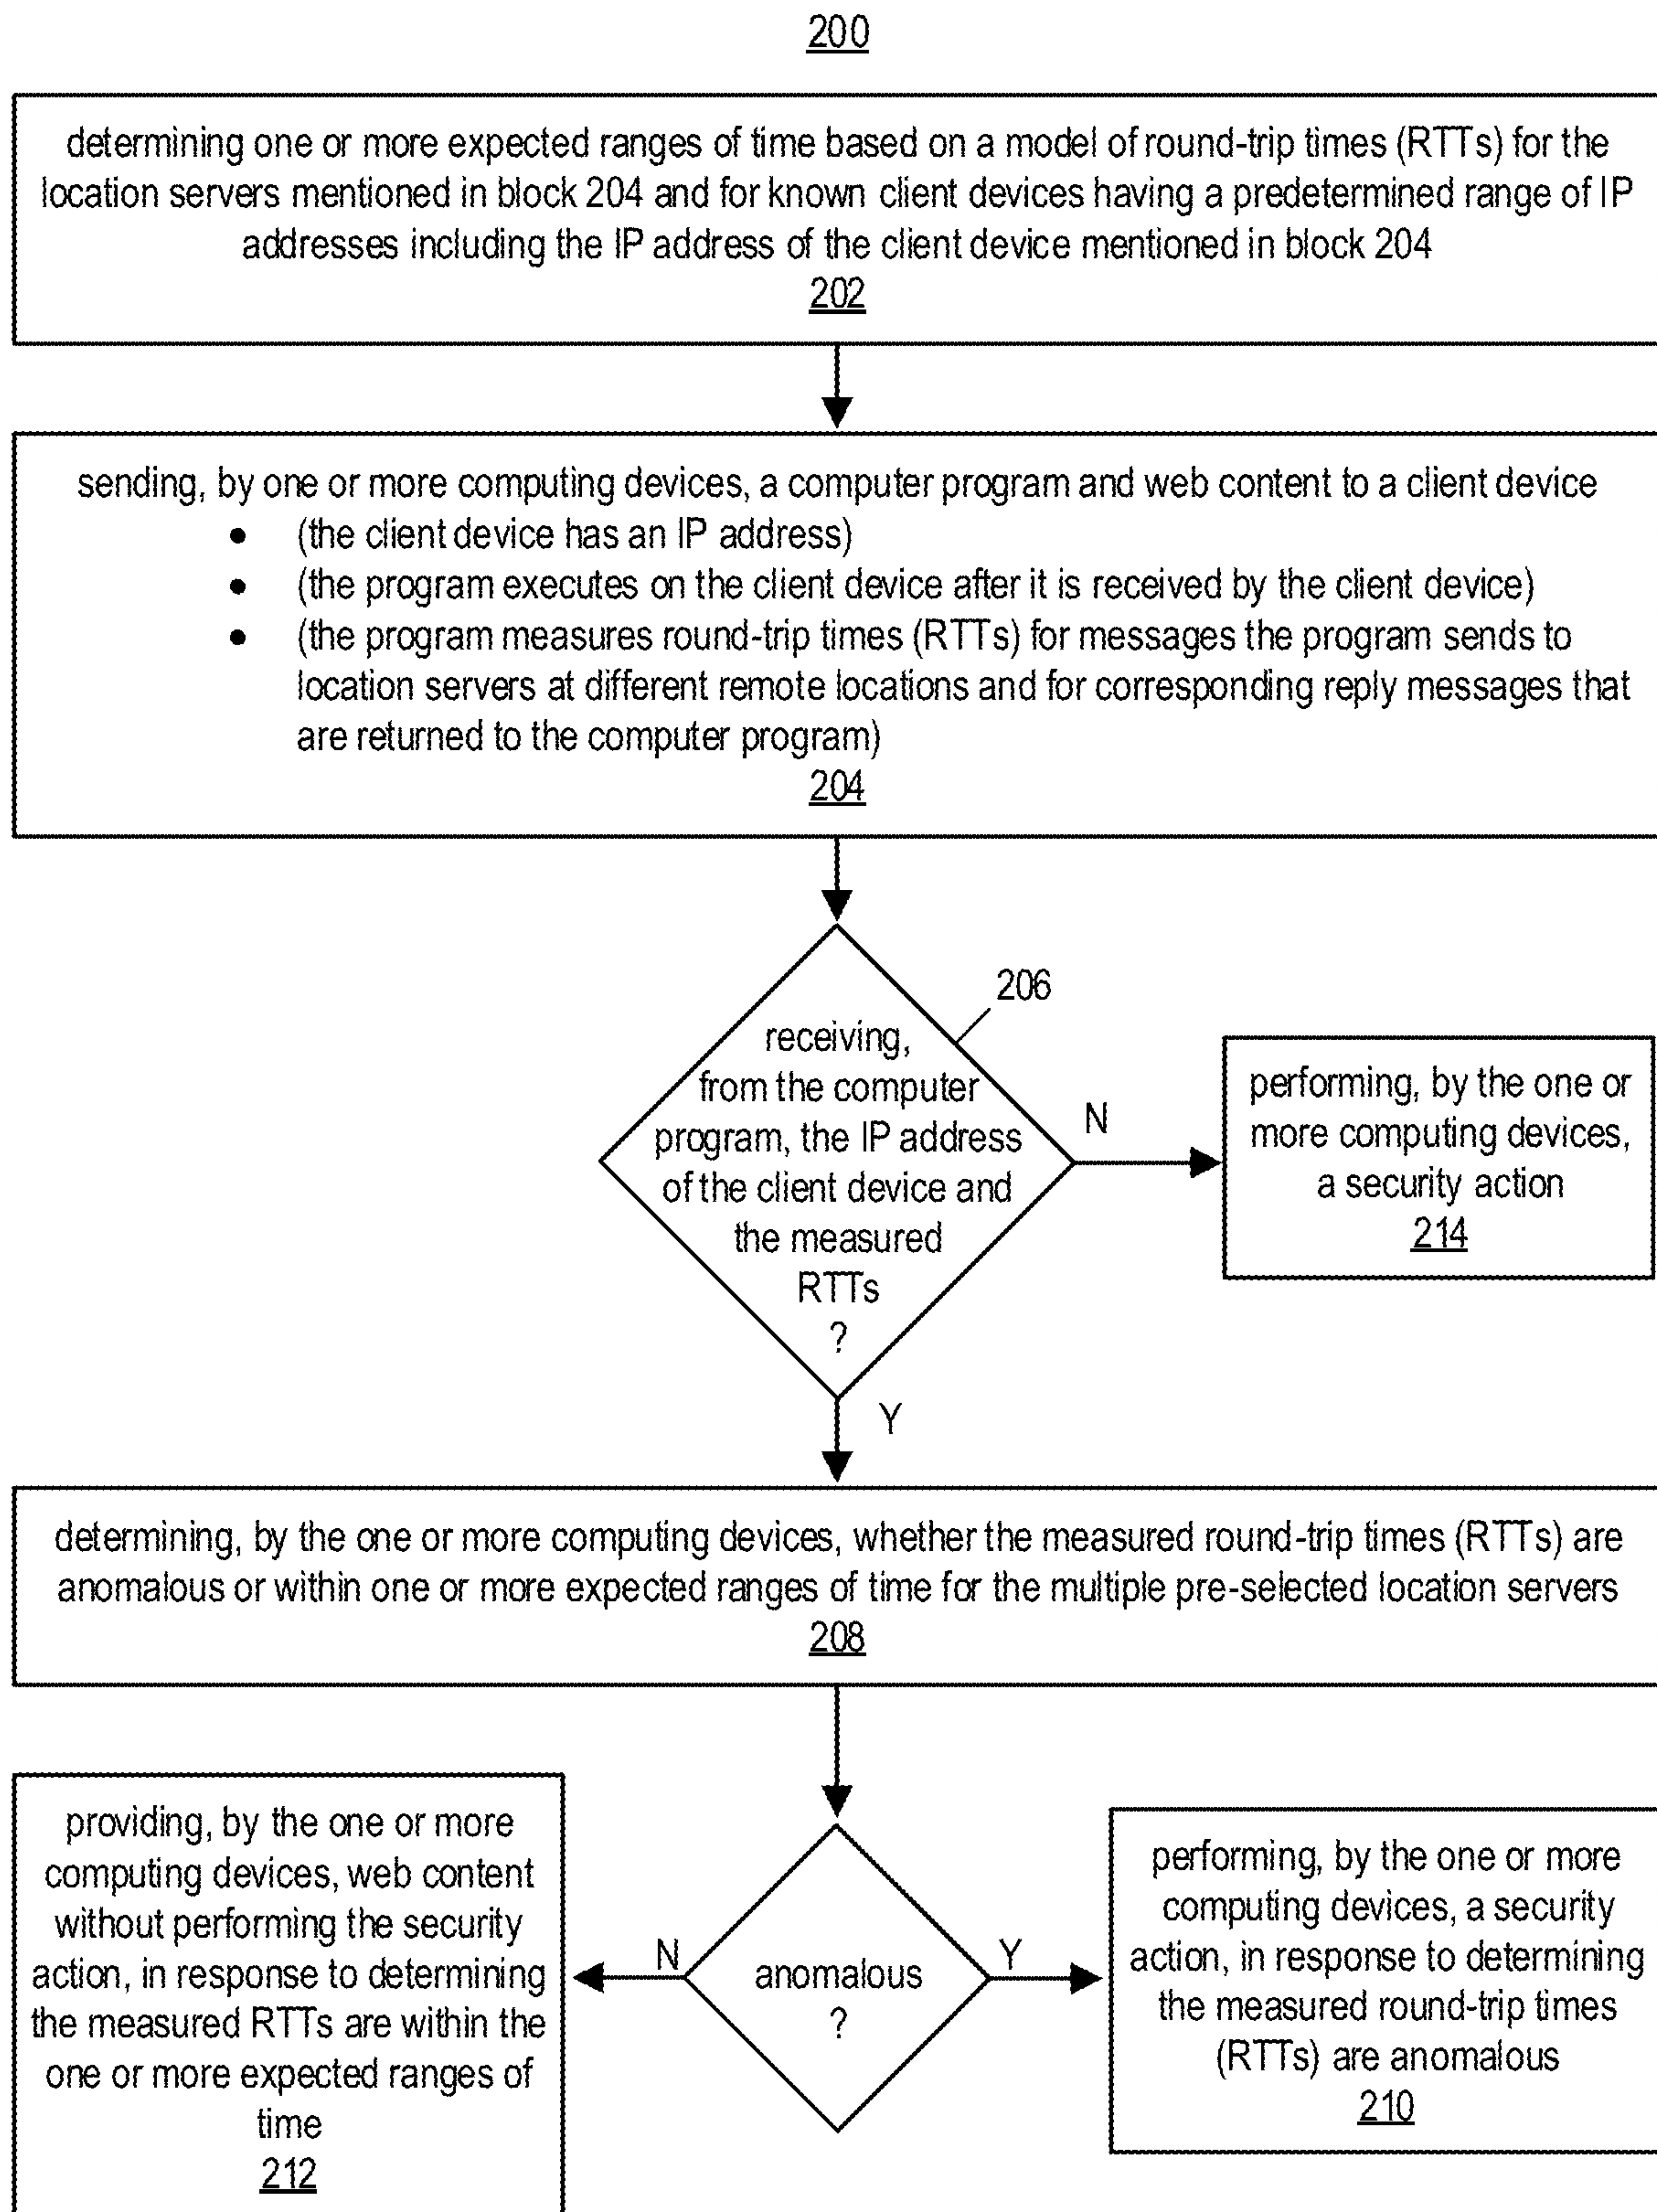 200
determining one or more expected ranges of time based on a model of round-trip times (RTTs) for the
location servers mentioned in block 204 and for known client devices having a predetermined range of IP
addresses including the IP address of the client device mentioned in block 204
202
sending, by one or more computing devices, a computer program and web content to a client device
• (the client device has an IP address)
• (the program executes on the client device after it is received by the client device)
• (the program measures round-trip times (RTTs) for messages the program sends to
location servers at different remote locations and for corresponding reply messages that
are returned to the computer program)
204
206
receiving,
from the computer
program, the IP address
of the client device and
the measured
RTTs
?
N
performing, by the one or
more computing devices,
a security action
214
Y
determining, by the one or more computing devices, whether the measured round-trip times (RTTs) are
anomalous or within one or more expected ranges of time for the multiple pre-selected location servers
208
providing, by the one or more
computing devices, web content
without performing the security
action, in response to determining
the measured RTTs are within the
one or more expected ranges of
time
212
N
anomalous
?
Y
performing, by the one or more
computing devices, a security
action, in response to determining
the measured round-trip times
(RTTs) are anomalous
210